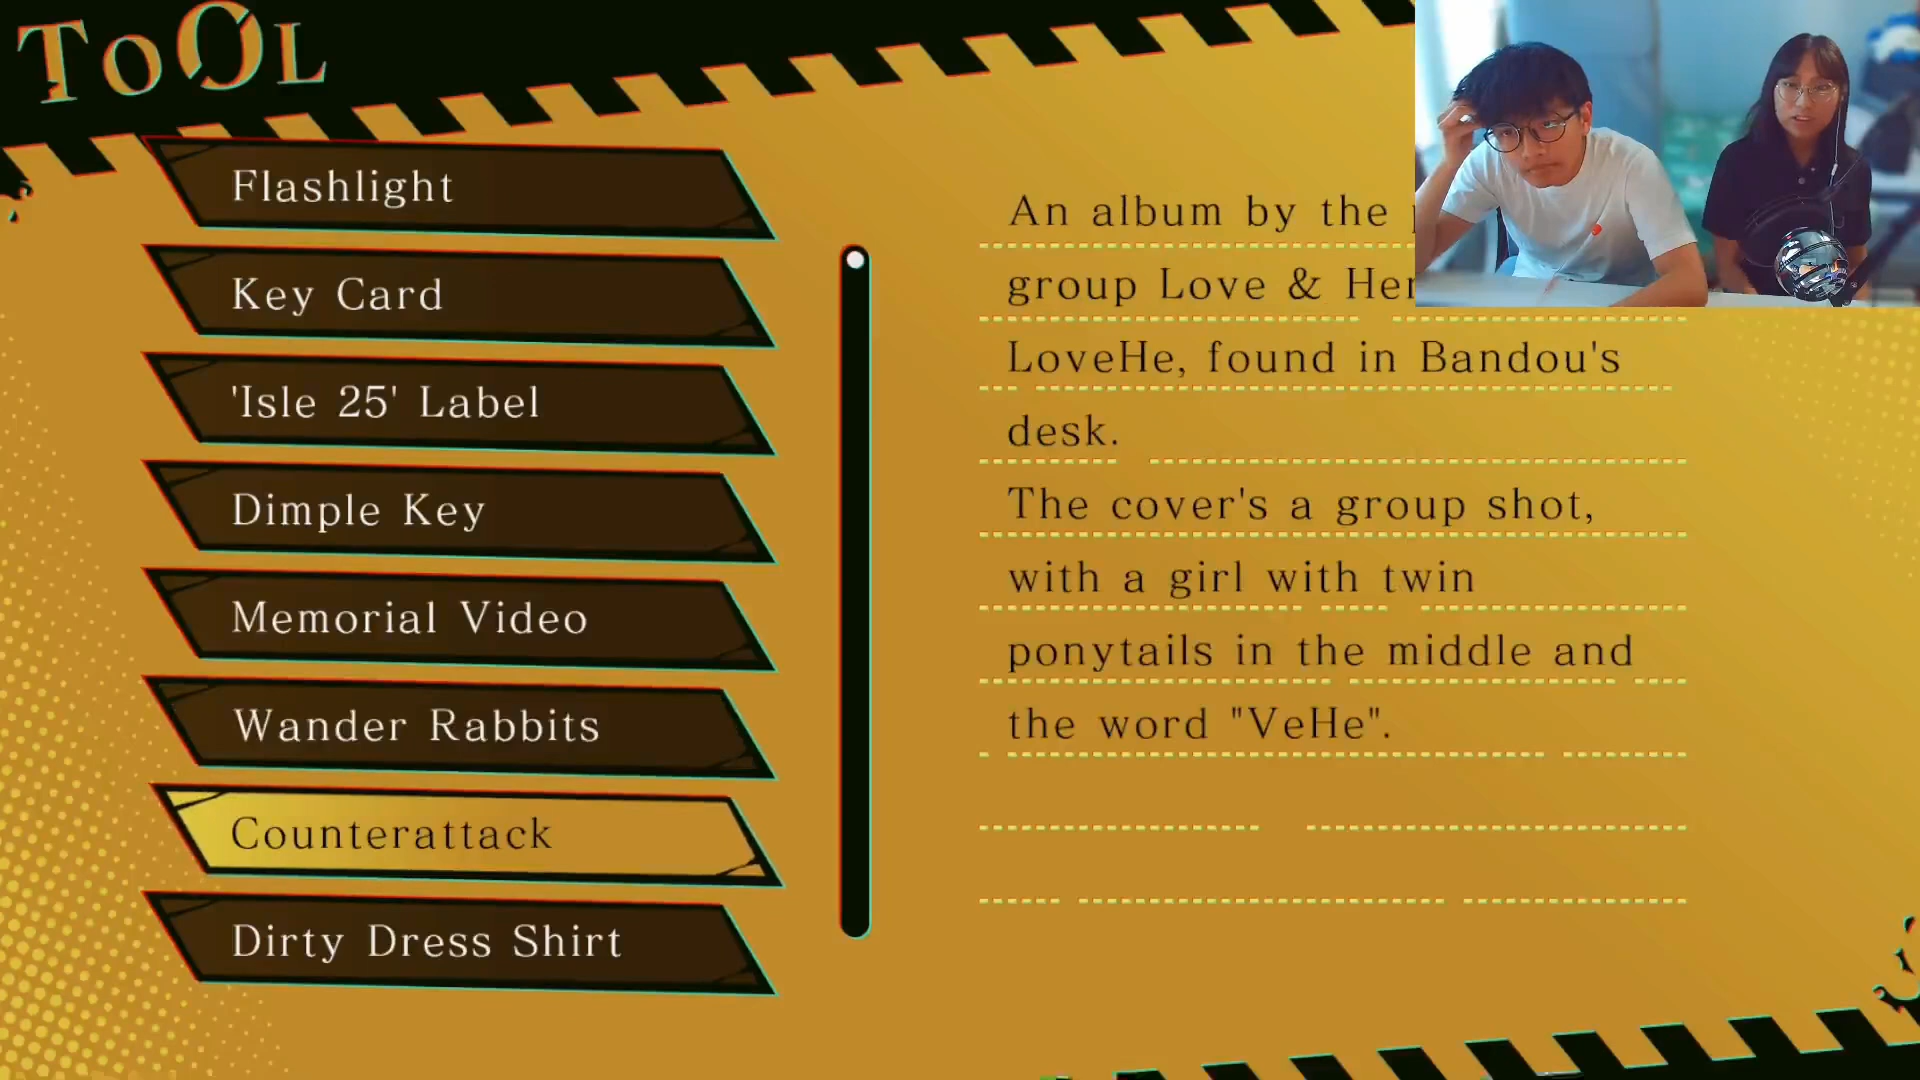 TOOL
Flashlight
Key Card
'Isle 25' Label
Dimple Key
Memorial Video
Wander Rabbits
Counterattack
Dirty Dress Shirt
An album by the
group Love &
LoveHe, found in Bandou's
desk.
The cover's a group shot,
with a girl with twin
ponytails in the middle and
the word "VeHe".